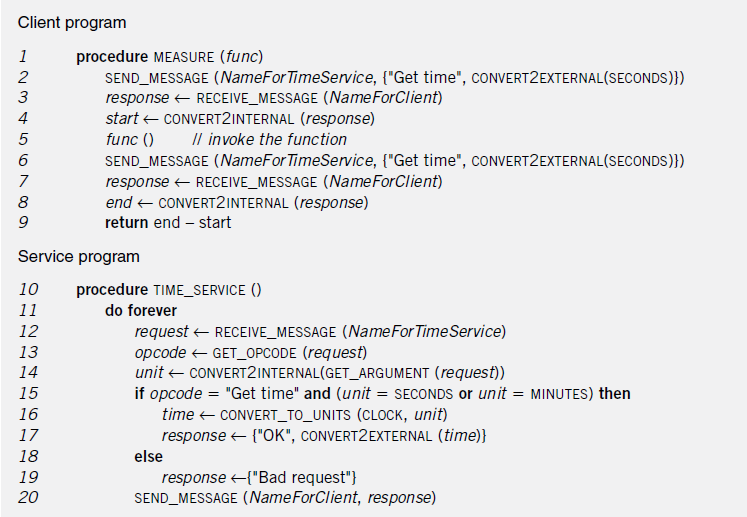 Client program
1 procedure MEASURE (func)
2 SEND_MESSAGE (NameForTimeService, {"Get time", CONVERT2EXTERNAL(SECONDS)})
3 response ← RECEIVE_MESSAGE (NameForClient)
4 start ← CONVERT2INTERNAL (response)
5 func () // invoke the function
6 SEND_MESSAGE (NameForTimeService, {"Get time", CONVERT2EXTERNAL(SECONDS)})
7 response ← RECEIVE_MESSAGE (NameForClient)
8 end ← CONVERT2INTERNAL (response)
9 return end – start
Service program
10 procedure TIME_SERVICE ()
11 do forever
12 request ← RECEIVE_MESSAGE (NameForTimeService)
13 opcode ← GET_OPCODE (request)
14 unit ← CONVERT2INTERNAL(GET_ARGUMENT (request))
15 if opcode = "Get time" and (unit = SECONDS or unit = MINUTES) then
16 time ← CONVERT_TO_UNITS (CLOCK, unit)
17 response ← {"OK", CONVERT2EXTERNAL (time)}
18 else
19 response ←{"Bad request"}
20 SEND_MESSAGE (NameForClient, response)